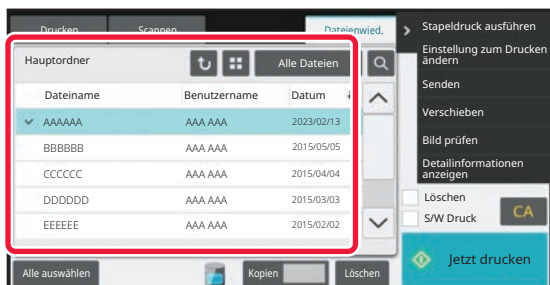 Drucken Scannen Dateienwied.
Hauptordner Alle Dateien
Dateiname Benutzername Datum
AAAAAA AAA AAA 2023/02/13
BBBBBB AAA AAA 2015/05/05
CCCCCC AAA AAA 2015/04/04
DDDDDD AAA AAA 2015/03/03
EEEEEE AAA AAA 2015/02/02
Alle auswählen Kopien Löschen
Stapeldruck ausführen
Einstellung zum Drucken
ändern
Senden
Verschieben
Bild prüfen
Detailinformationen
anzeigen
Löschen
S/W Druck CA
Jetzt drucken